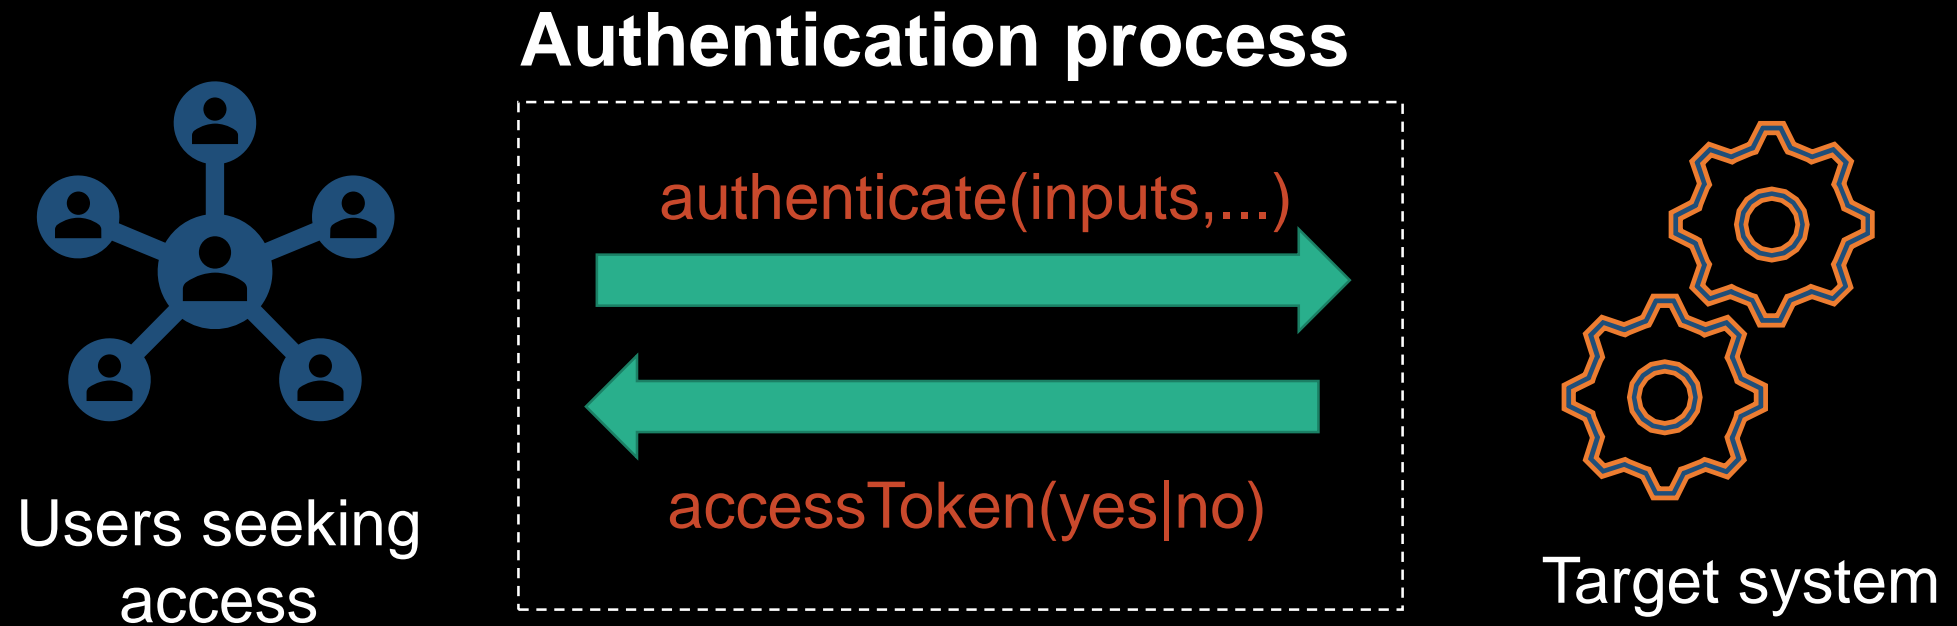 Authentication process
authenticate(inputs,...)
accessToken(yes|no)
Users seeking
access
Target system